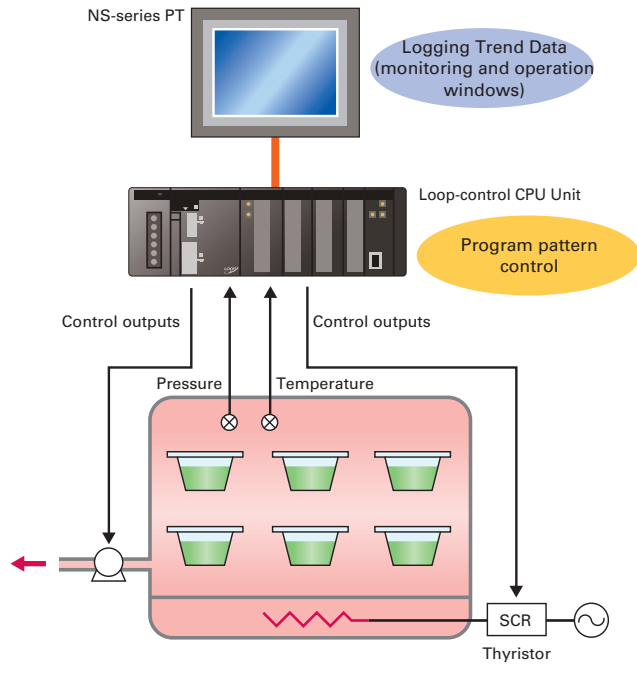 NS-series PT
Logging Trend Data
(monitoring and operation
windows)
Loop-control CPU Unit
Program pattern
control
Control outputs
Control outputs
Pressure
Temperature
SCR
Thyristor